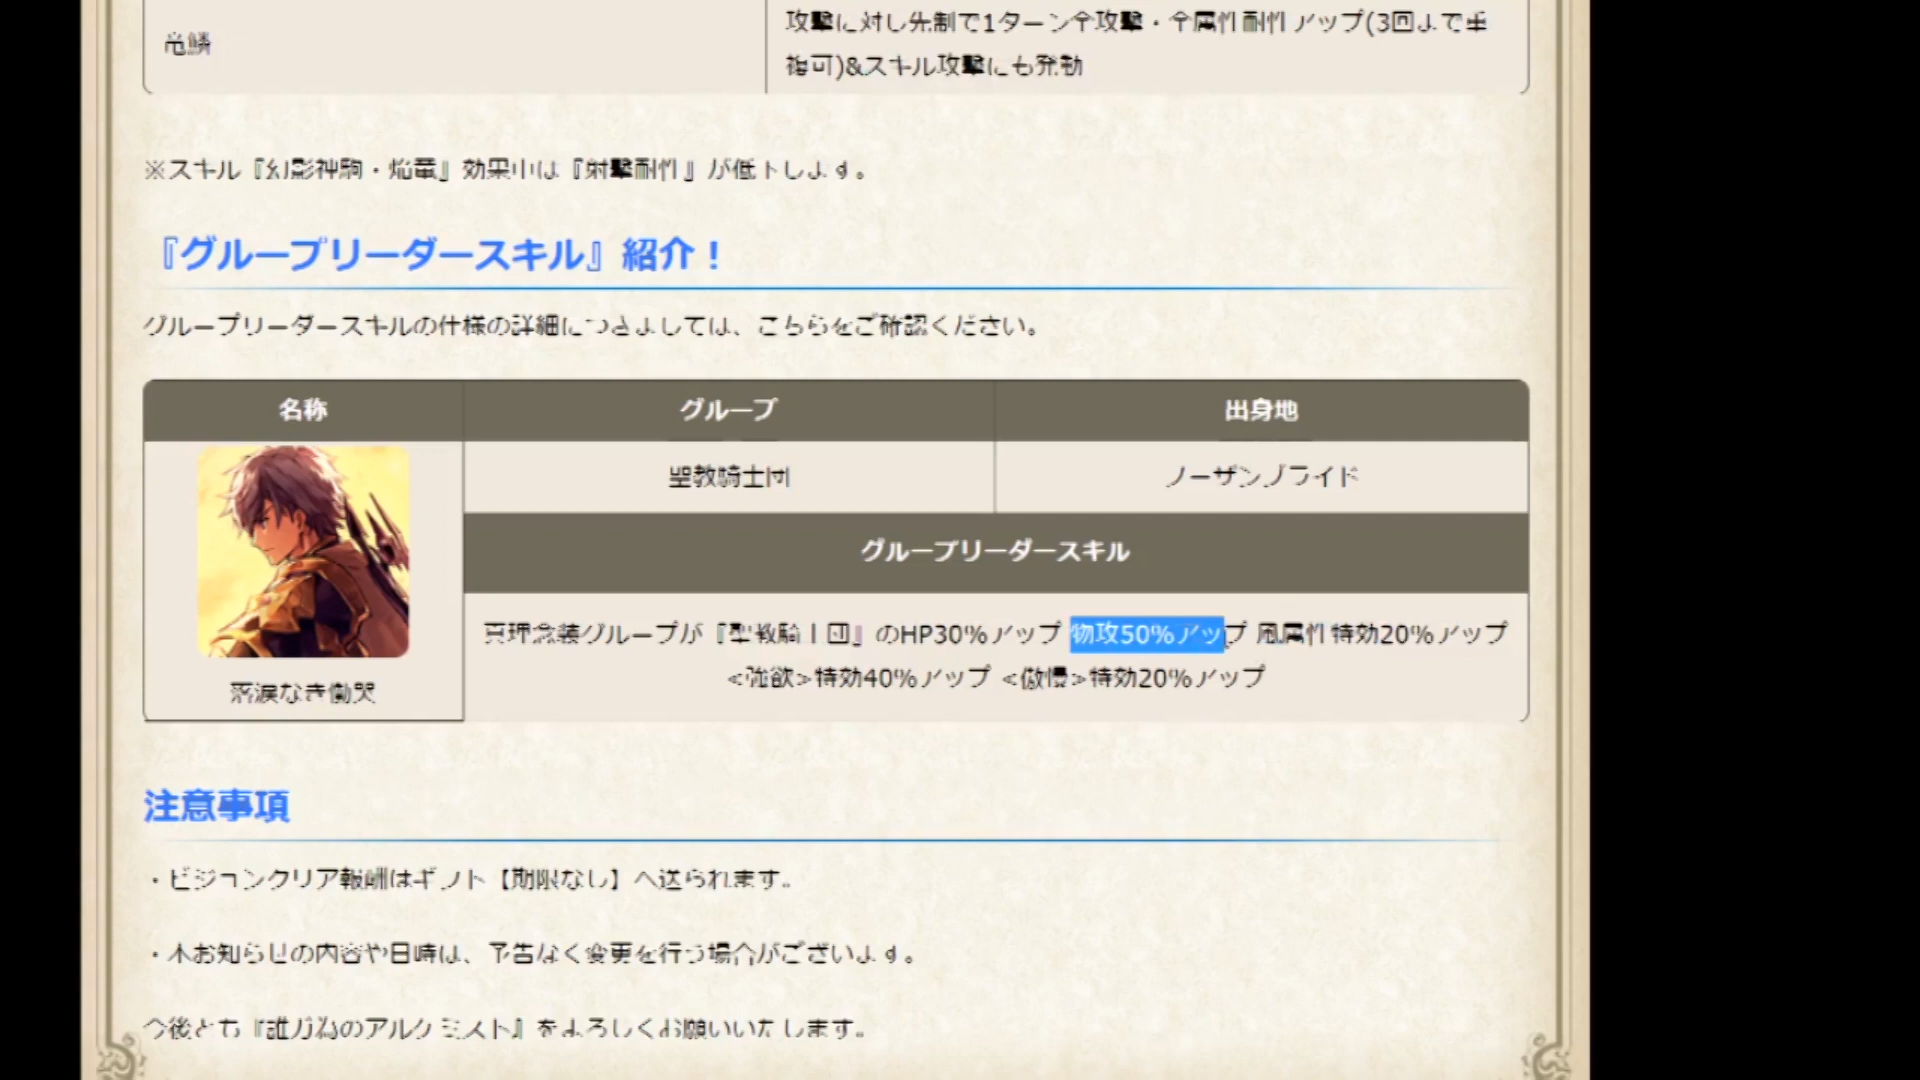 竜鱗
攻撃に対し先制で1ターン全攻撃・全属性耐性アップ(3回まで重
複可)&スキル攻撃にも発動
※スキル『幻影神駒・焔竜』効果中は『射撃耐性』が低下します。
『グループリーダースキル』紹介！
グループリーダースキルの仕様の詳細につきましては、こちらをご確認ください。
名称 グループ 出身地
聖教騎士団 ノーザンブライド
グループリーダースキル
真理念装グループが『聖教騎士団』のHP30%アップ 物攻50%アップ 風属性特効20%アップ
<強欲>特効40%アップ <傲慢>特効20%アップ
落涙なき慟哭
注意事項
・ビジョンクリア報酬はギフト【期限なし】へ送られます。
・本お知らせの内容や日時は、予告なく変更を行う場合がございます。
今後とも『誰ガ為のアルケミスト』をよろしくお願いいたします。